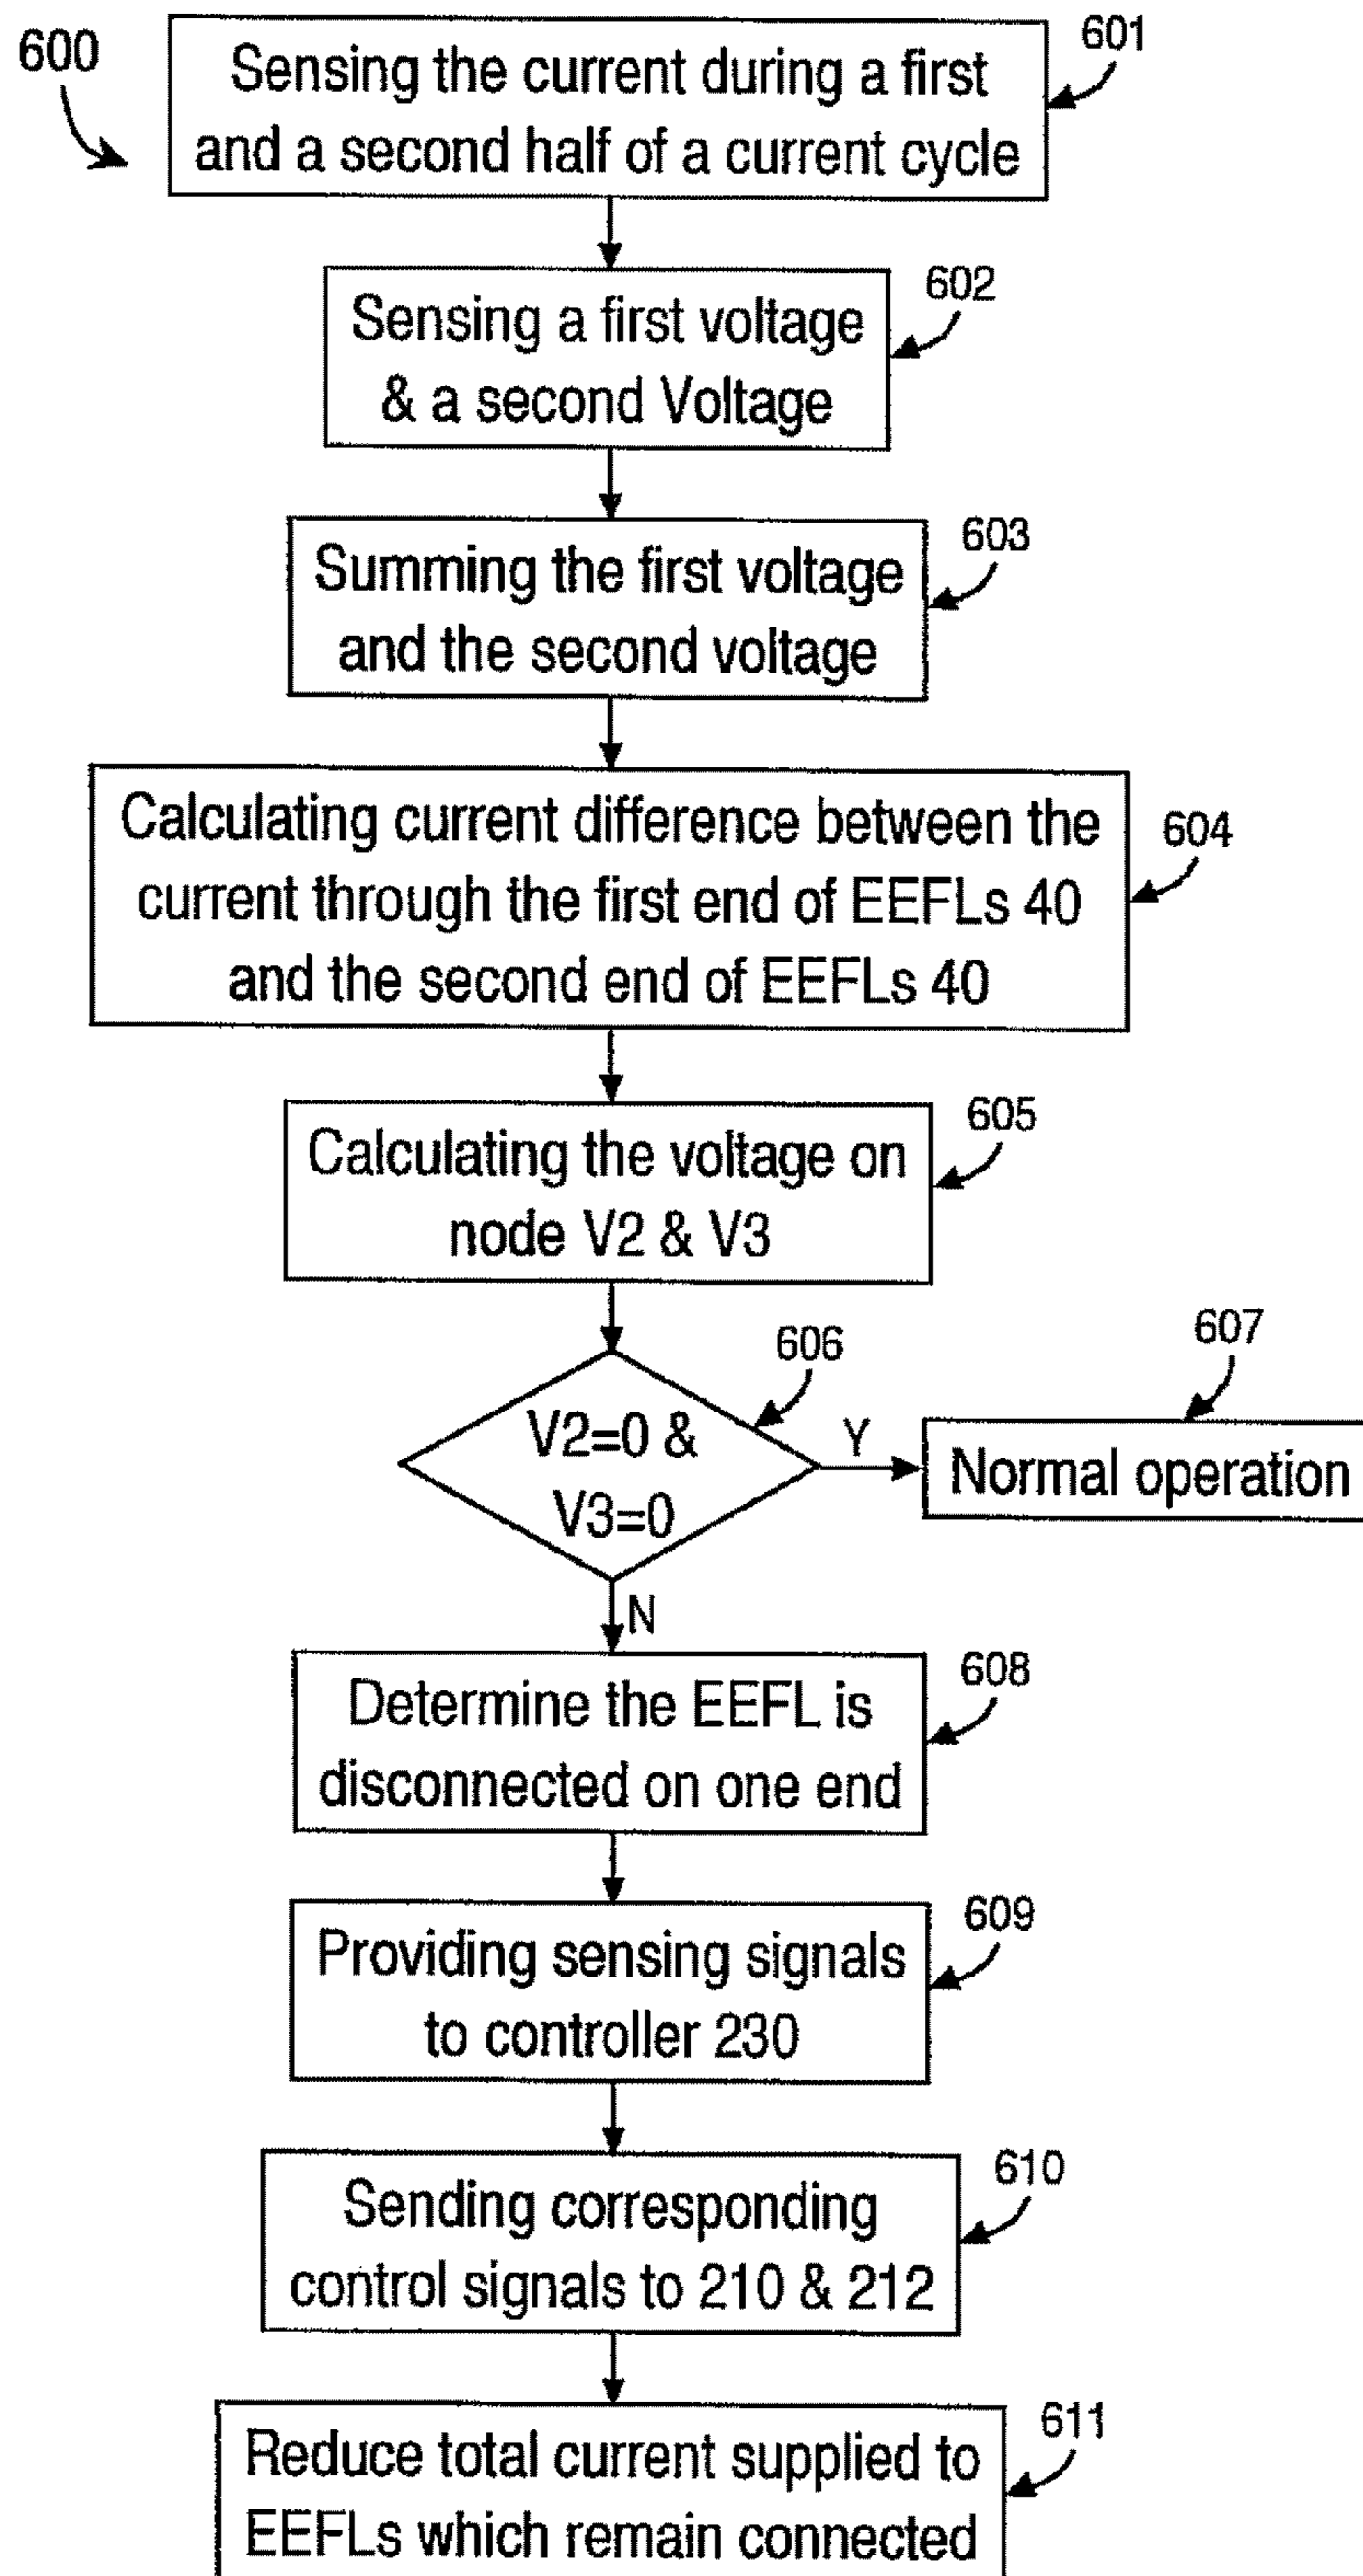 600
601
Sensing the current during a first
and a second half of a current cycle
602
Sensing a first voltage
& a second Voltage
603
Summing the first voltage
and the second voltage
604
Calculating current difference between the
current through the first end of EEFLs 40
and the second end of EEFLs 40
605
Calculating the voltage on
node V2 & V3
606
V2=0 &
V3=0
Y
607
Normal operation
N
608
Determine the EEFL is
disconnected on one end
609
Providing sensing signals
to controller 230
610
Sending corresponding
control signals to 210 & 212
611
Reduce total current supplied to
EEFLs which remain connected